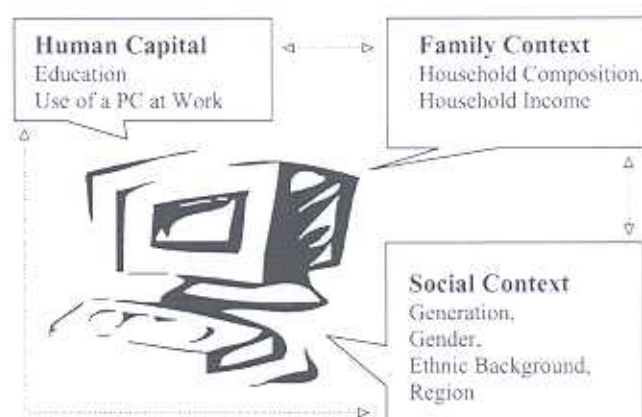 Human Capital
Education
Use of a PC at Work
Family Context
Household Composition,
Household Income
Social Context
Generation,
Gender,
Ethnic Background,
Region